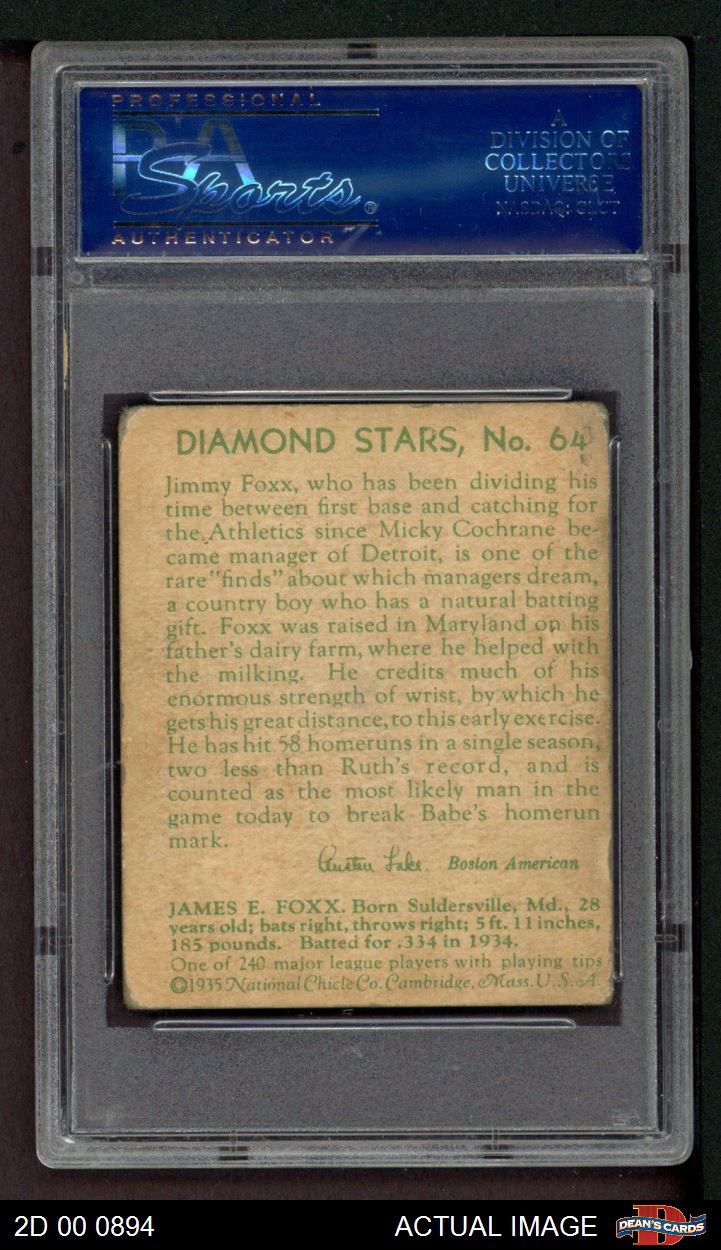 PROFESSIONAL
PSA
Sports®
AUTHENTICATOR
A
DIVISION OF
COLLECTORS
UNIVERSE
NASDAQ: CLCT
DIAMOND STARS, No. 64
Jimmy Foxx, who has been dividing his
time between first base and catching for
the Athletics since Micky Cochrane be-
came manager of Detroit, is one of the
rare "finds" about which managers dream,
a country boy who has a natural batting
gift. Foxx was raised in Maryland on his
father's dairy farm, where he helped with
the milking. He credits much of his
enormous strength of wrist, by which he
gets his great distance, to this early exercise.
He has hit 58 homeruns in a single season,
two less than Ruth's record, and is
counted as the most likely man in the
game today to break Babe's homerun
mark.
Austen Lake Boston American
JAMES E. FOXX. Born Suldersville, Md., 28
years old; bats right, throws right; 5 ft. 11 inches,
185 pounds. Batted for .334 in 1934.
One of 240 major league players with playing tips
©1935 National Chicle Co. Cambridge, Mass. U. S. A.
2D 00 0894
ACTUAL IMAGE
D
DEAN'S CARDS